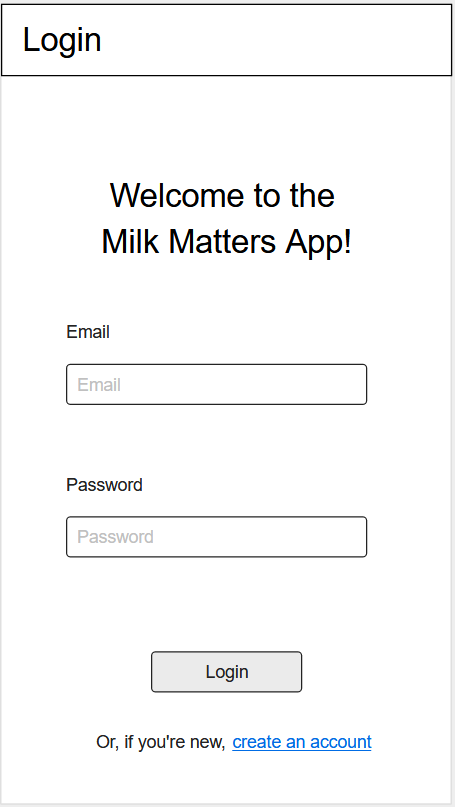 Login
Welcome to the
Milk Matters App!
Email
Email
Password
Password
Login
Or, if you're new, create an account